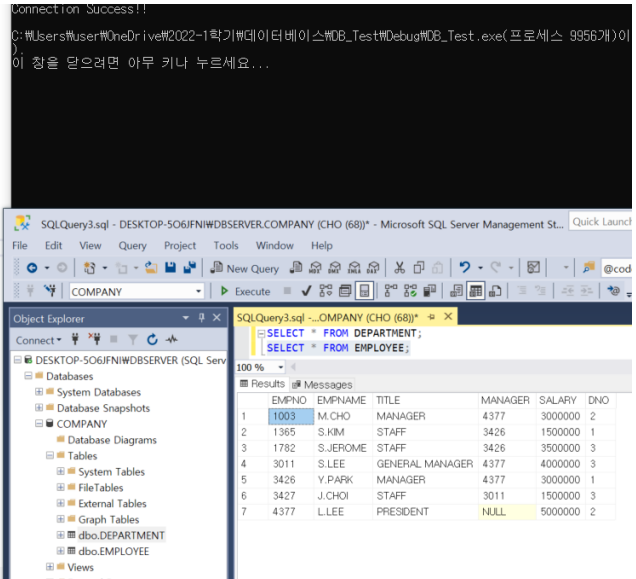 Connection Success!!
C:₩Users₩user₩OneDrive₩2022-1학기₩데이터베이스₩DB_Test₩Debug₩DB_Test.exe(프로세스 9956개)이
).
이 창을 닫으려면 아무 키나 누르세요...
SQLQuery3.sql - DESKTOP-5O6JFNI₩DBSERVER.COMPANY (CHO (68))* - Microsoft SQL Server Management St...
Quick Launch
File Edit View Query Project Tools Window Help
New Query
@cod
COMPANY
Execute
Object Explorer
SQLQuery3.sql -...OMPANY (CHO (68))*
Connect
SELECT * FROM DEPARTMENT;
SELECT * FROM EMPLOYEE;
100 %
Results Messages
EMPNO EMPNAME TITLE MANAGER SALARY DNO
1 1003 M.CHO MANAGER 4377 3000000 2
2 1365 S.KIM STAFF 3426 1500000 1
3 1782 S.JEROME STAFF 3426 3500000 3
4 3011 S.LEE GENERAL MANAGER 4377 4000000 3
5 3426 Y.PARK MANAGER 4377 3000000 1
6 3427 J.CHOI STAFF 3011 1500000 3
7 4377 L.LEE PRESIDENT NULL 5000000 2
DESKTOP-5O6JFNI₩DBSERVER (SQL Serv
Databases
System Databases
Database Snapshots
COMPANY
Database Diagrams
Tables
System Tables
FileTables
External Tables
Graph Tables
dbo.DEPARTMENT
dbo.EMPLOYEE
Views